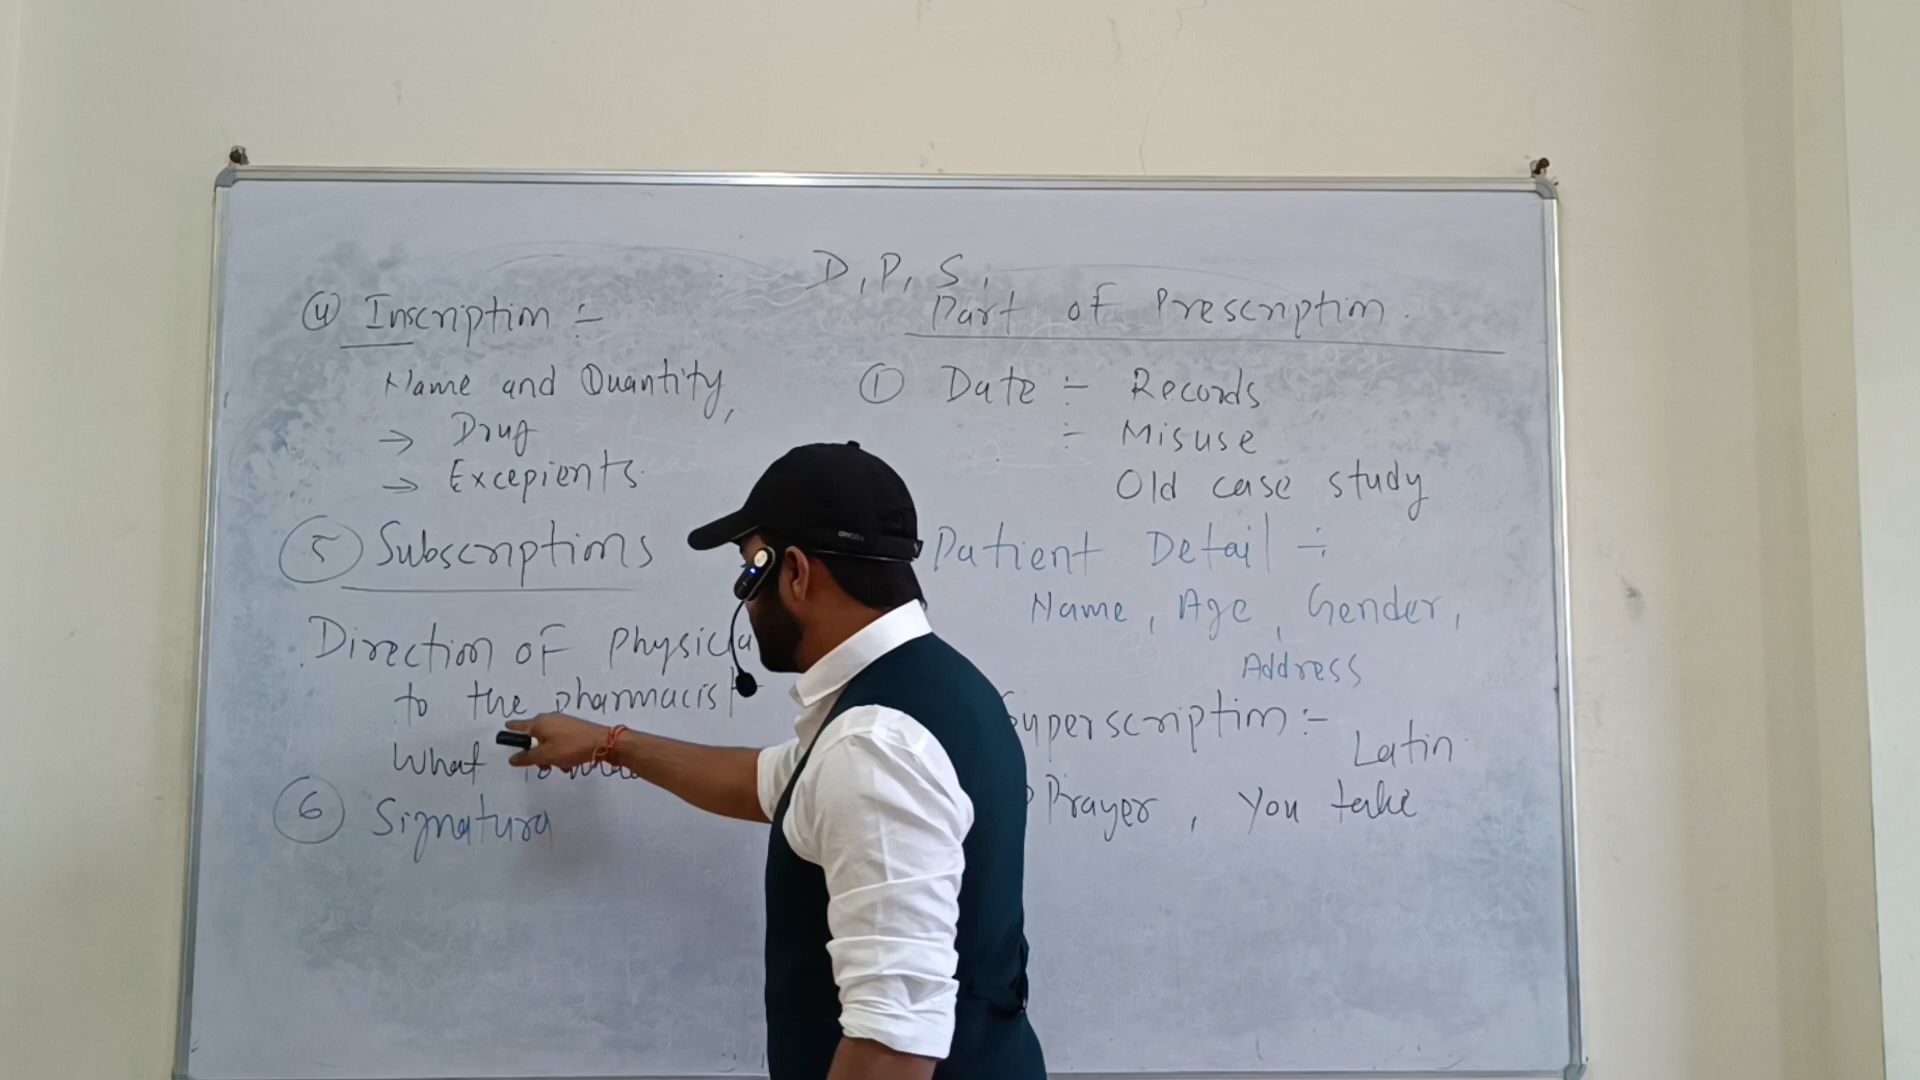 D, P, S,
Part of Prescription.
① Date :- Records
:- Misuse
Old case study
Patient Detail :-
Name, Age, Gender,
Address
Superscription :-
Latin
Prayer, You take
④ Inscription :-
Name and Quantity,
→ Drug
→ Excepients.
⑤ Subscriptions
Direction of Physicia
to the pharmacist
What
⑥ Signatura